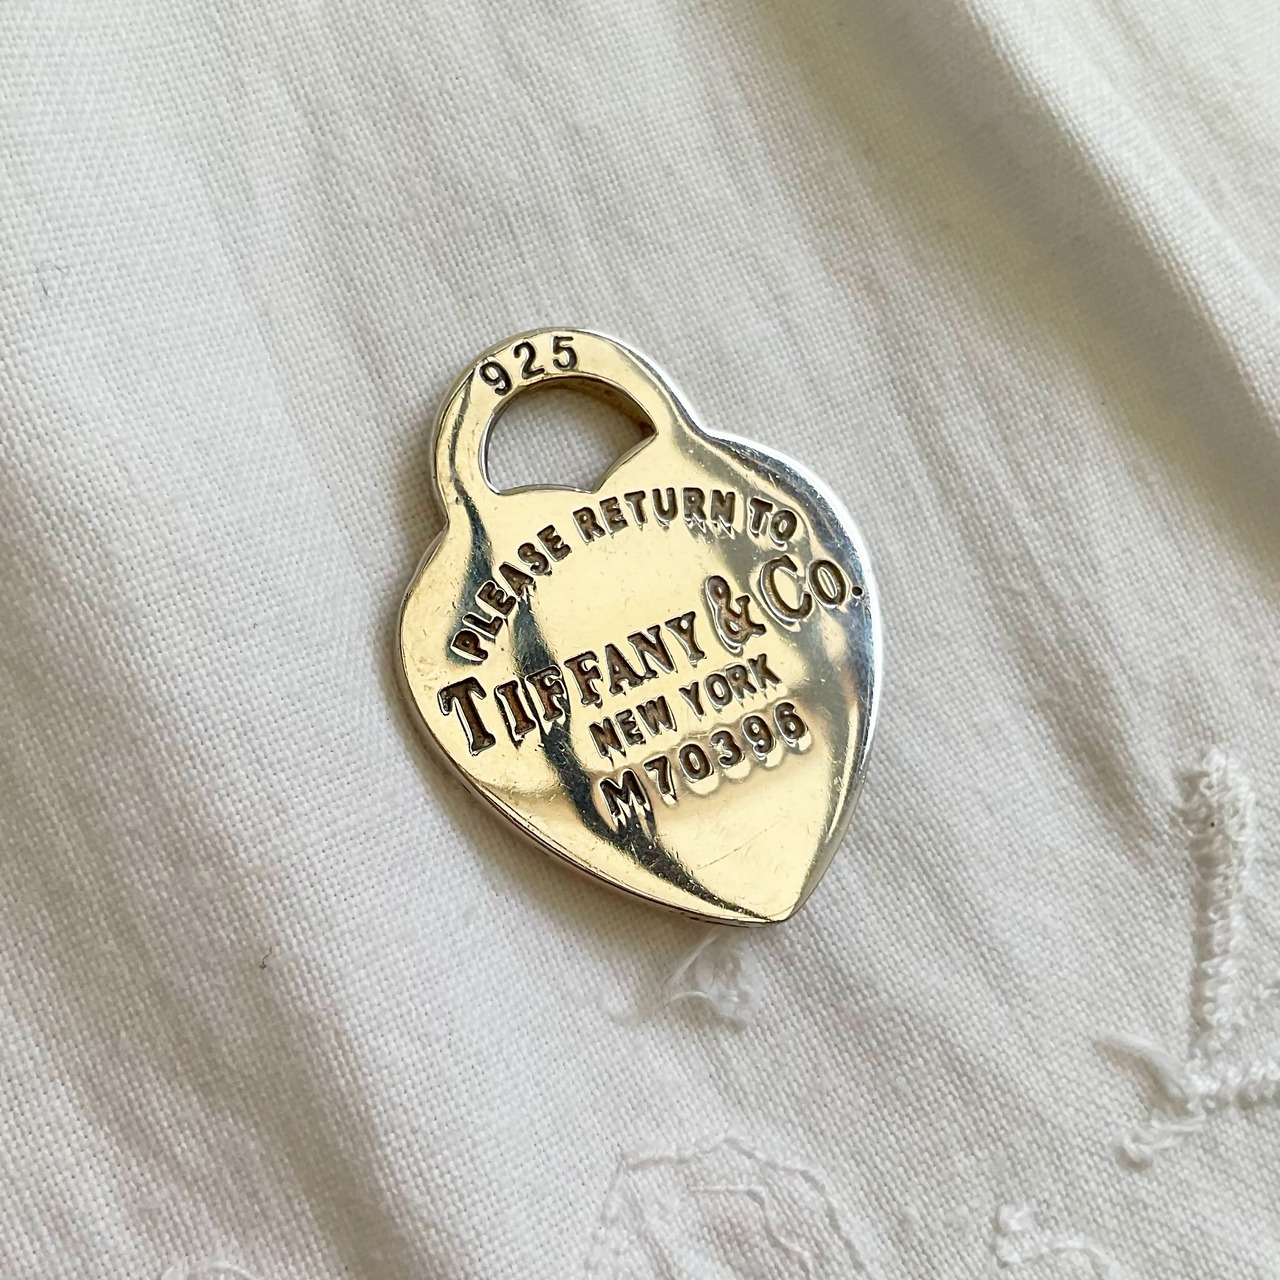 925
PLEASE RETURN TO
TIFFANY & CO.
NEW YORK
M70396